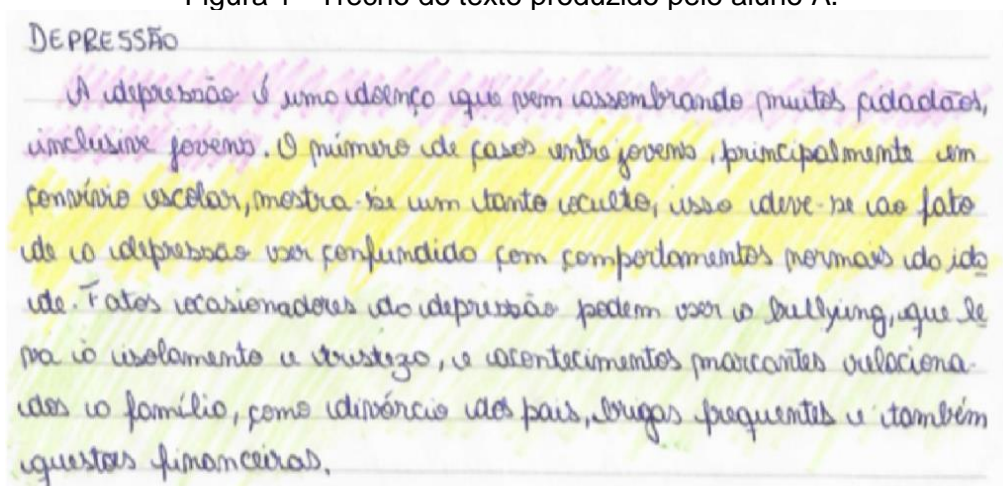 Figura 1 – Trecho do texto produzido pelo aluno A.
DEPRESSÃO
A depressão é uma doença que vem assombrando muitos cidadãos,
inclusive jovens. O número de casos entre jovens, principalmente em
convívio escolar, mostra-se um tanto oculto, isso deve-se ao fato
de a depressão ser confundida com comportamentos normais da ida
de. Fatos ocasionadores da depressão podem ser o bullying, que le
va à isolamento e tristeza, e acontecimentos marcantes relaciona-
dos a família, como divórcio dos pais, brigas frequentes e também
questões financeiras.